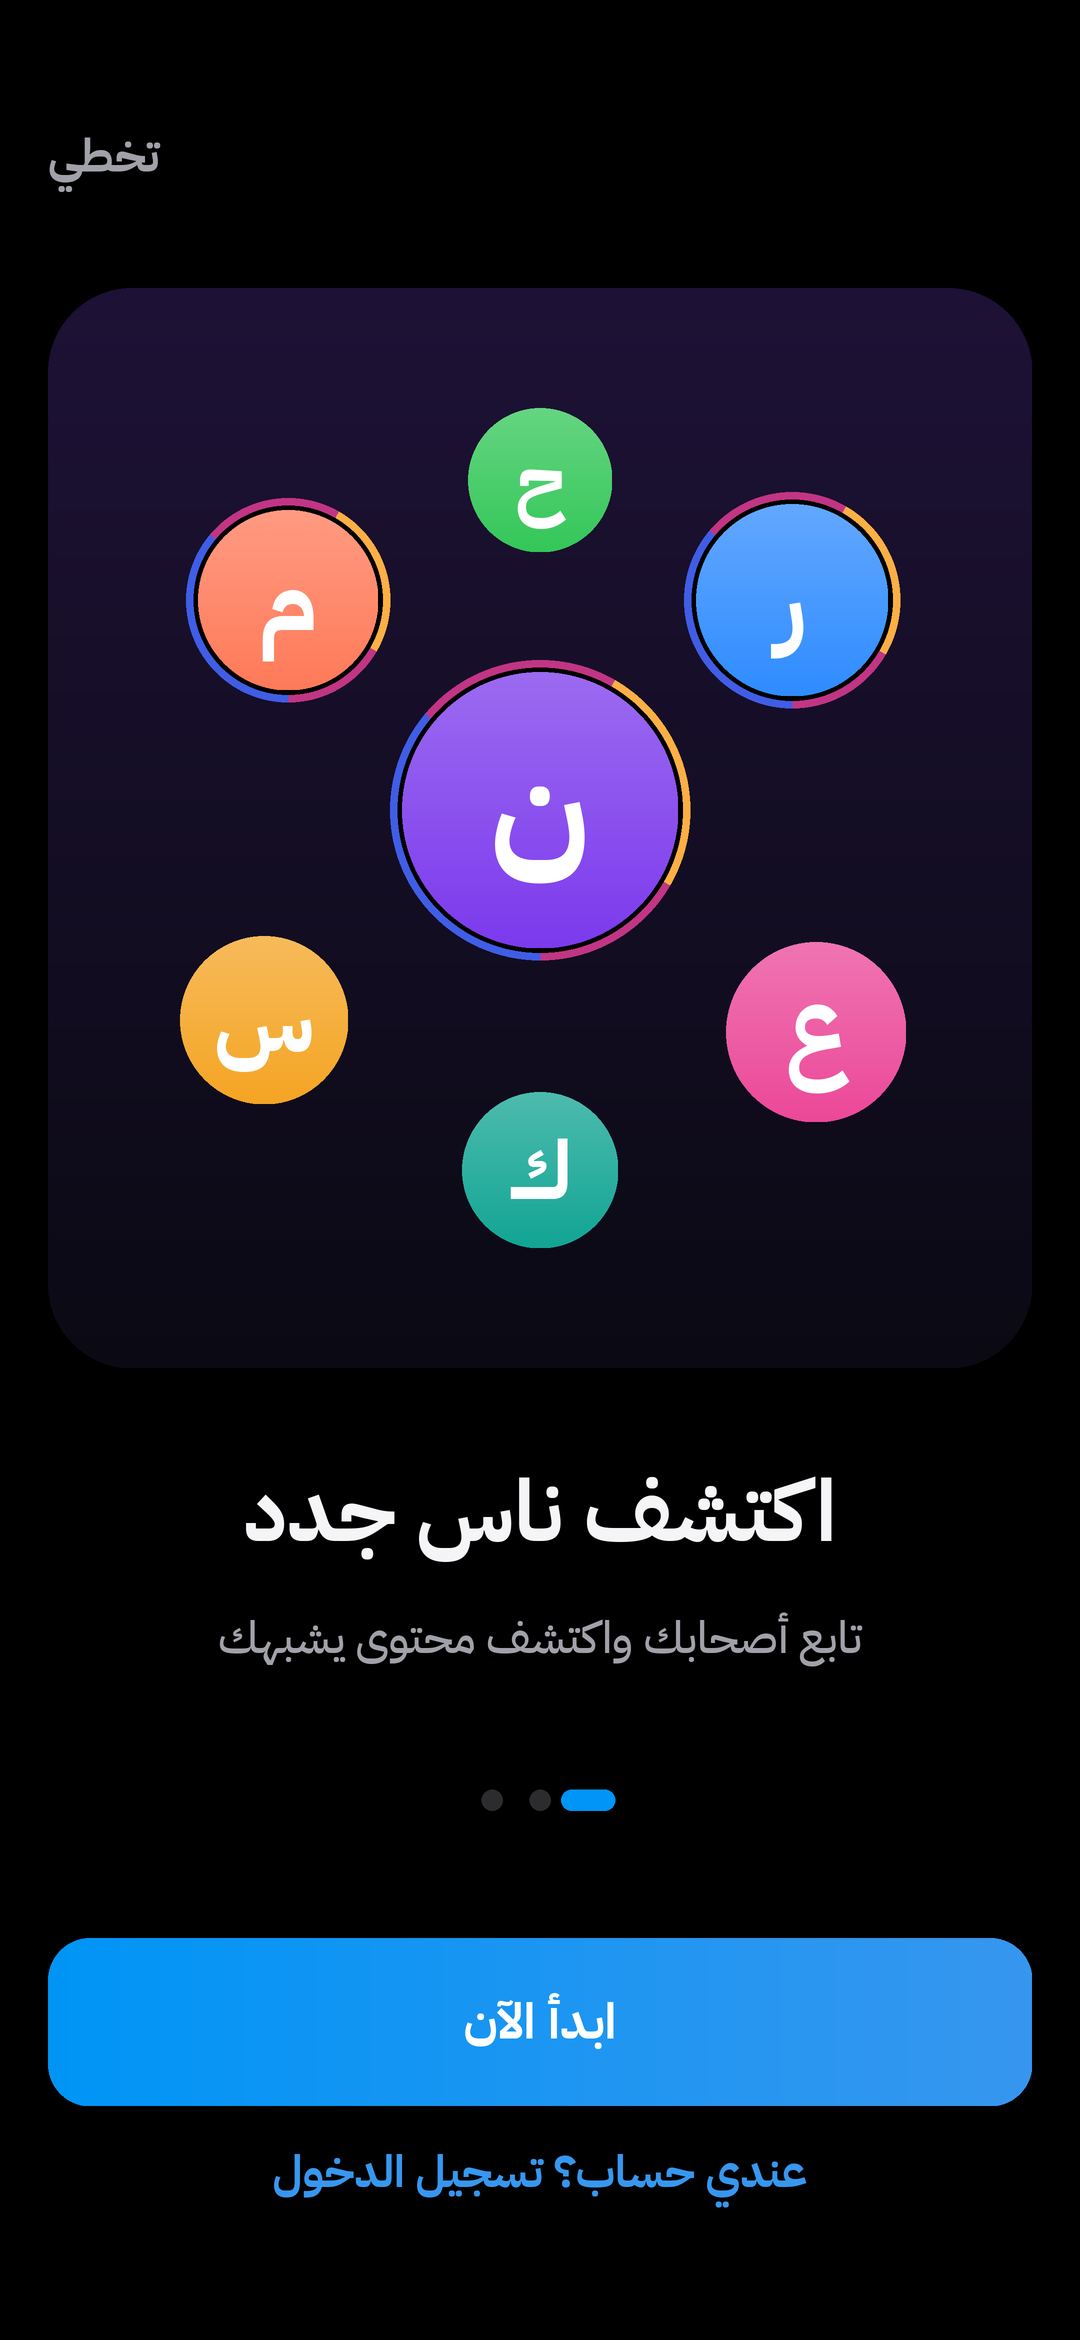 تخطي
ح
ر
م
ن
ع
س
ك
اكتشف ناس جدد
تابع أصحابك واكتشف محتوى يشبهك
ابدأ الآن
عندي حساب؟ تسجيل الدخول